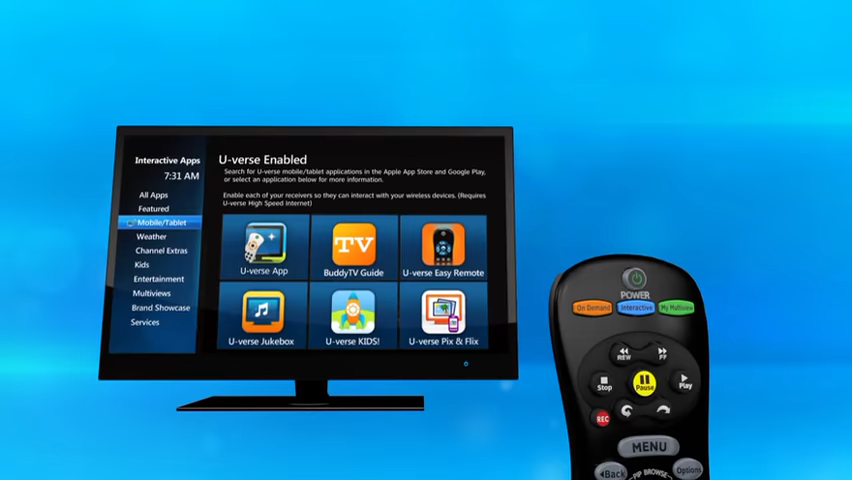 Interactive Apps
7:31 AM
All Apps
Featured
Mobile/Tablet
Weather
Channel Extras
Kids
Entertainment
Multiviews
Brand Showcase
Services
U-verse Enabled
Search for U-verse mobile/tablet applications in the Apple App Store and Google Play,
or select an application below for more information.
Enable each of your receivers so they can interact with your wireless devices. (Requires
U-verse High Speed Internet)
TV
U-verse App
BuddyTV Guide
U-verse Easy Remote
U-verse Jukebox
U-verse KIDS!
U-verse Pix & Flix
POWER
On Demand
Interactive
My Multiview
REW
FF
Stop
Pause
Play
REC
MENU
Back
PIP
BROWSE
Options